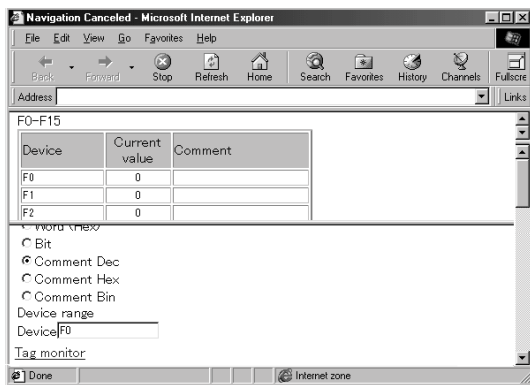 Navigation Canceled - Microsoft Internet Explorer
File Edit View Go Favorites Help
Back Forward Stop Refresh Home Search Favorites History Channels Fullscre
Address Links
F0-F15
Device Current value Comment
F0 0
F1 0
F2 0
Word (Hex)
Bit
Comment Dec
Comment Hex
Comment Bin
Device range
Device F0
Tag monitor
Done Internet zone